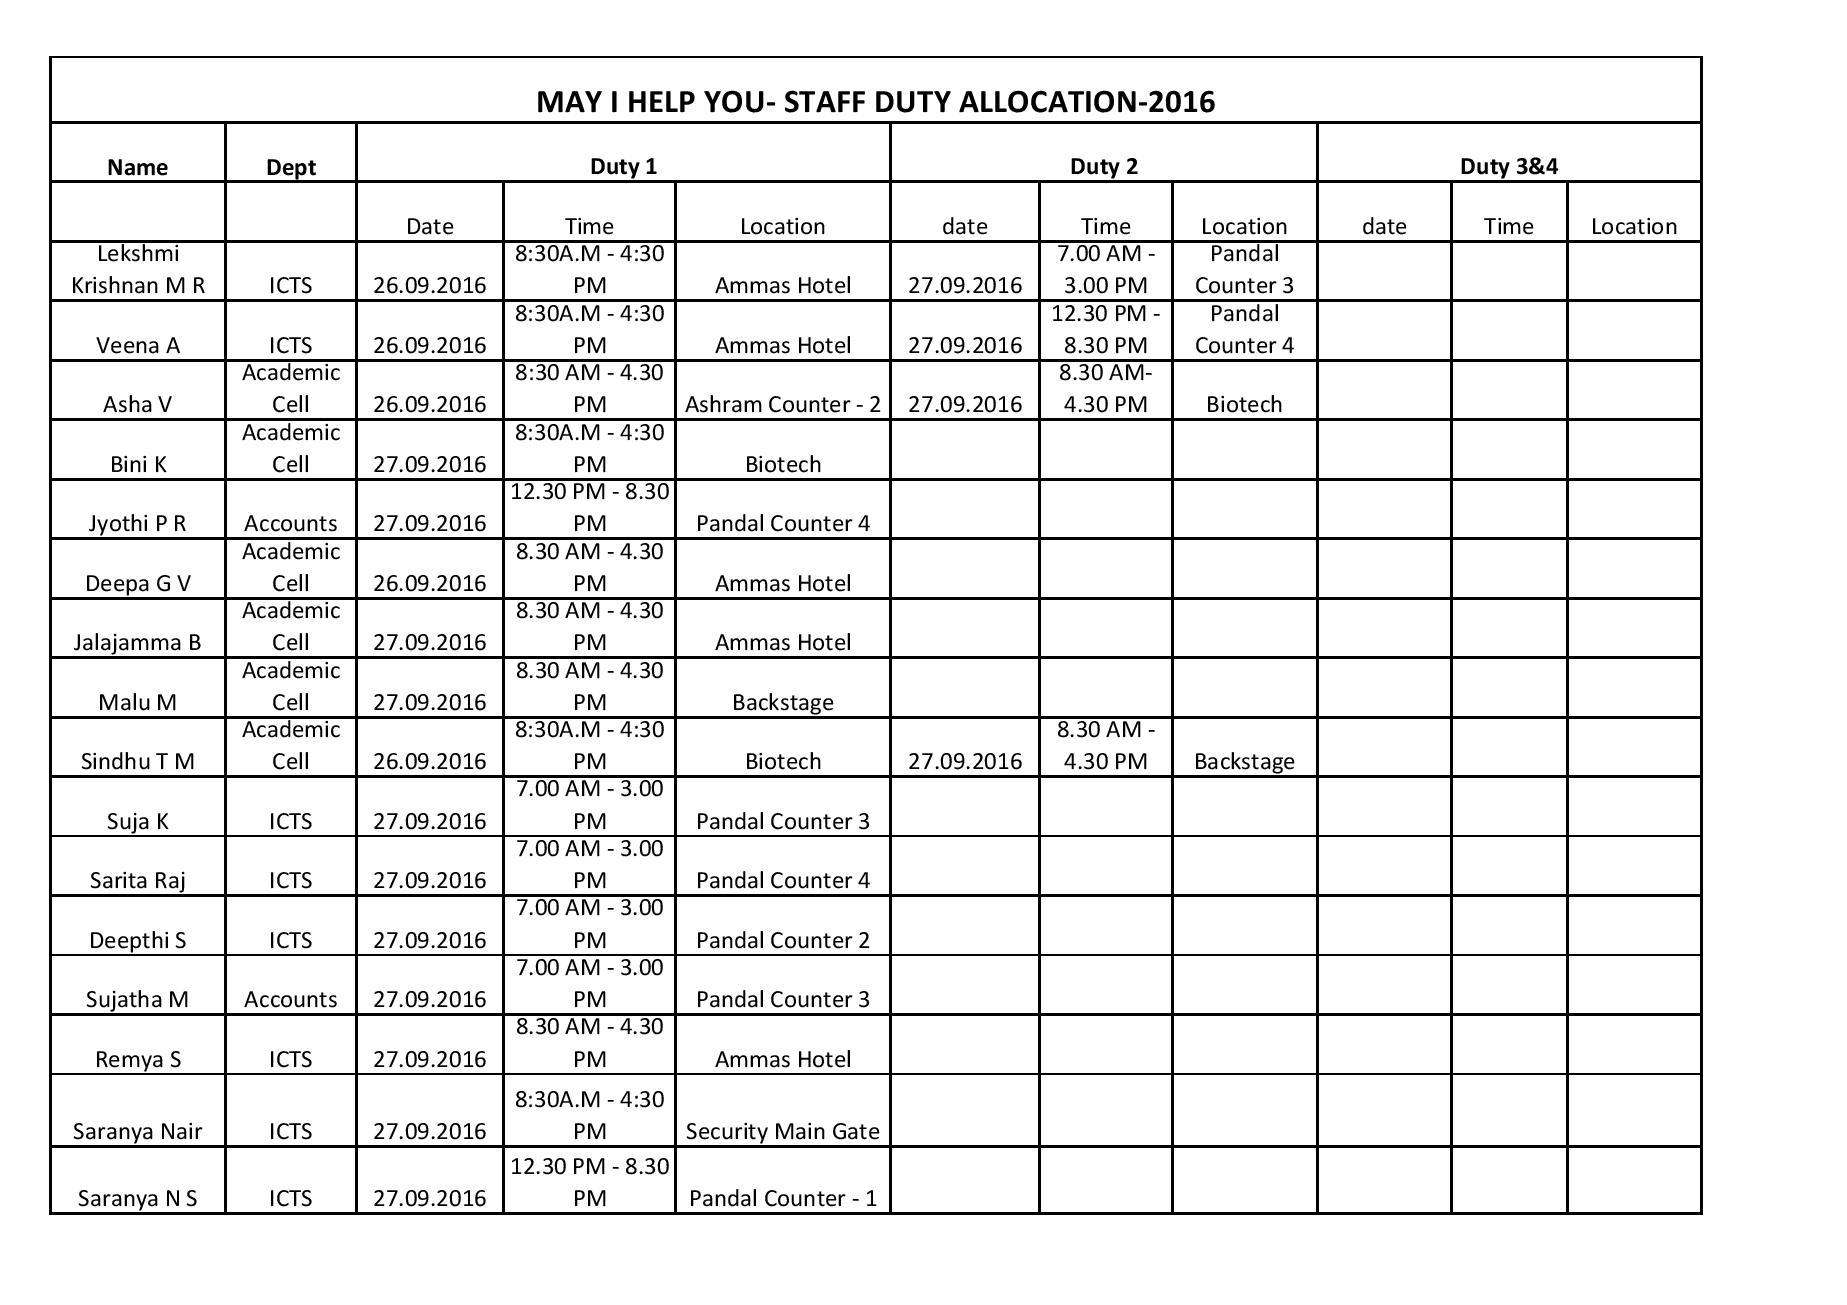 MAY I HELP YOU- STAFF DUTY ALLOCATION-2016
Name Dept Duty 1 Duty 2 Duty 3&4
Date Time Location date Time Location date Time Location
Lekshmi 8:30A.M - 4:30 7.00 AM - Pandal
Krishnan M R ICTS 26.09.2016 PM Ammas Hotel 27.09.2016 3.00 PM Counter 3
8:30A.M - 4:30 12.30 PM - Pandal
Veena A ICTS 26.09.2016 PM Ammas Hotel 27.09.2016 8.30 PM Counter 4
Academic 8:30 AM - 4.30 8.30 AM-
Asha V Cell 26.09.2016 PM Ashram Counter - 2 27.09.2016 4.30 PM Biotech
Academic 8:30A.M - 4:30
Bini K Cell 27.09.2016 PM Biotech
12.30 PM - 8.30
Jyothi P R Accounts 27.09.2016 PM Pandal Counter 4
Academic 8.30 AM - 4.30
Deepa G V Cell 26.09.2016 PM Ammas Hotel
Academic 8.30 AM - 4.30
Jalajamma B Cell 27.09.2016 PM Ammas Hotel
Academic 8.30 AM - 4.30
Malu M Cell 27.09.2016 PM Backstage
Academic 8:30A.M - 4:30 8.30 AM -
Sindhu T M Cell 26.09.2016 PM Biotech 27.09.2016 4.30 PM Backstage
7.00 AM - 3.00
Suja K ICTS 27.09.2016 PM Pandal Counter 3
7.00 AM - 3.00
Sarita Raj ICTS 27.09.2016 PM Pandal Counter 4
7.00 AM - 3.00
Deepthi S ICTS 27.09.2016 PM Pandal Counter 2
7.00 AM - 3.00
Sujatha M Accounts 27.09.2016 PM Pandal Counter 3
8.30 AM - 4.30
Remya S ICTS 27.09.2016 PM Ammas Hotel
8:30A.M - 4:30
Saranya Nair ICTS 27.09.2016 PM Security Main Gate
12.30 PM - 8.30
Saranya N S ICTS 27.09.2016 PM Pandal Counter - 1